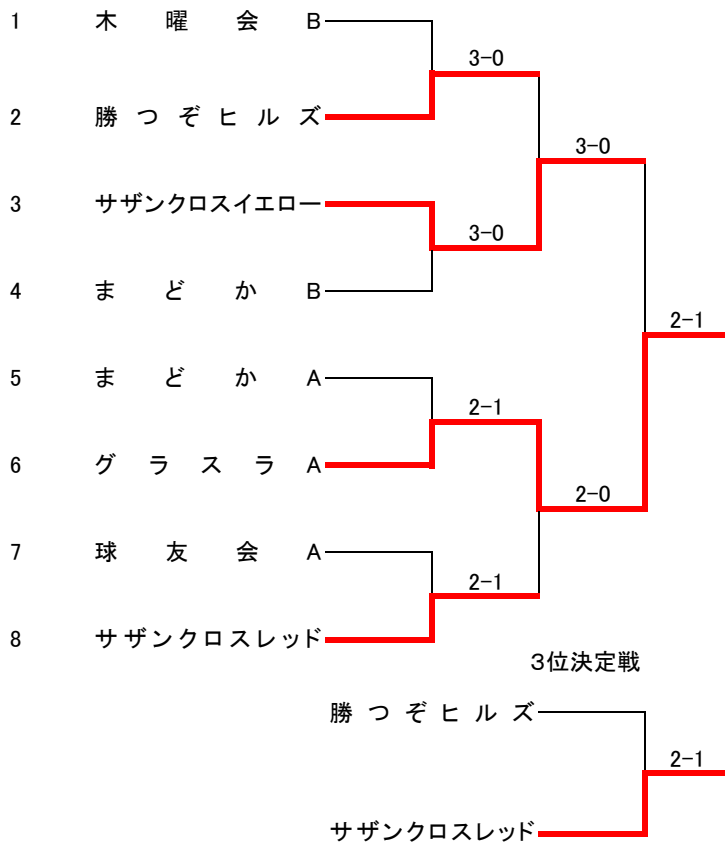 1 木曜会B
3-0
2 勝つぞヒルズ
3-0
3 サザンクロスイエロー
3-0
4 まどかB
2-1
5 まどかA
2-1
6 グラスラA
2-0
7 球友会A
2-1
8 サザンクロスレッド
3位決定戦
勝つぞヒルズ
2-1
サザンクロスレッド